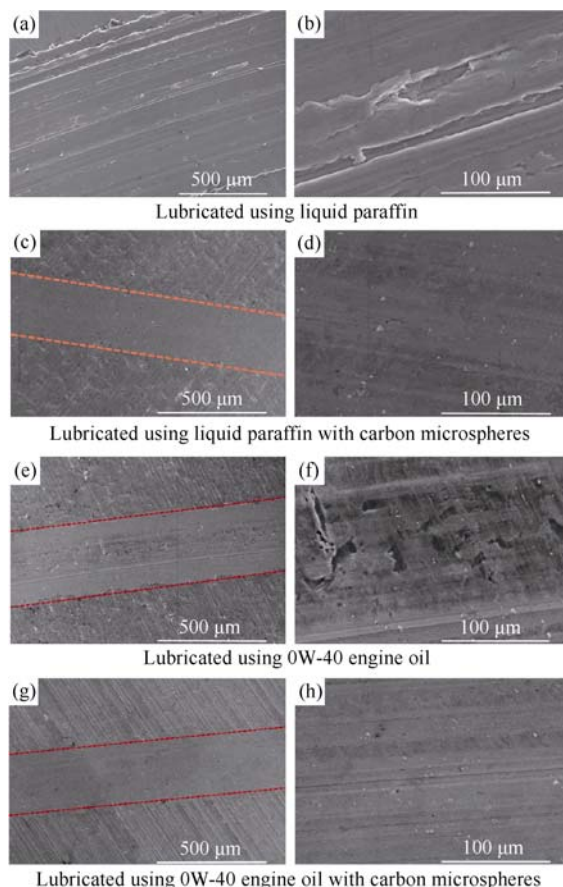 (a) (b)
500 μm 100 μm
Lubricated using liquid paraffin
(c) (d)
500 μm 100 μm
Lubricated using liquid paraffin with carbon microspheres
(e) (f)
500 μm 100 μm
Lubricated using 0W-40 engine oil
(g) (h)
500 μm 100 μm
Lubricated using 0W-40 engine oil with carbon microspheres